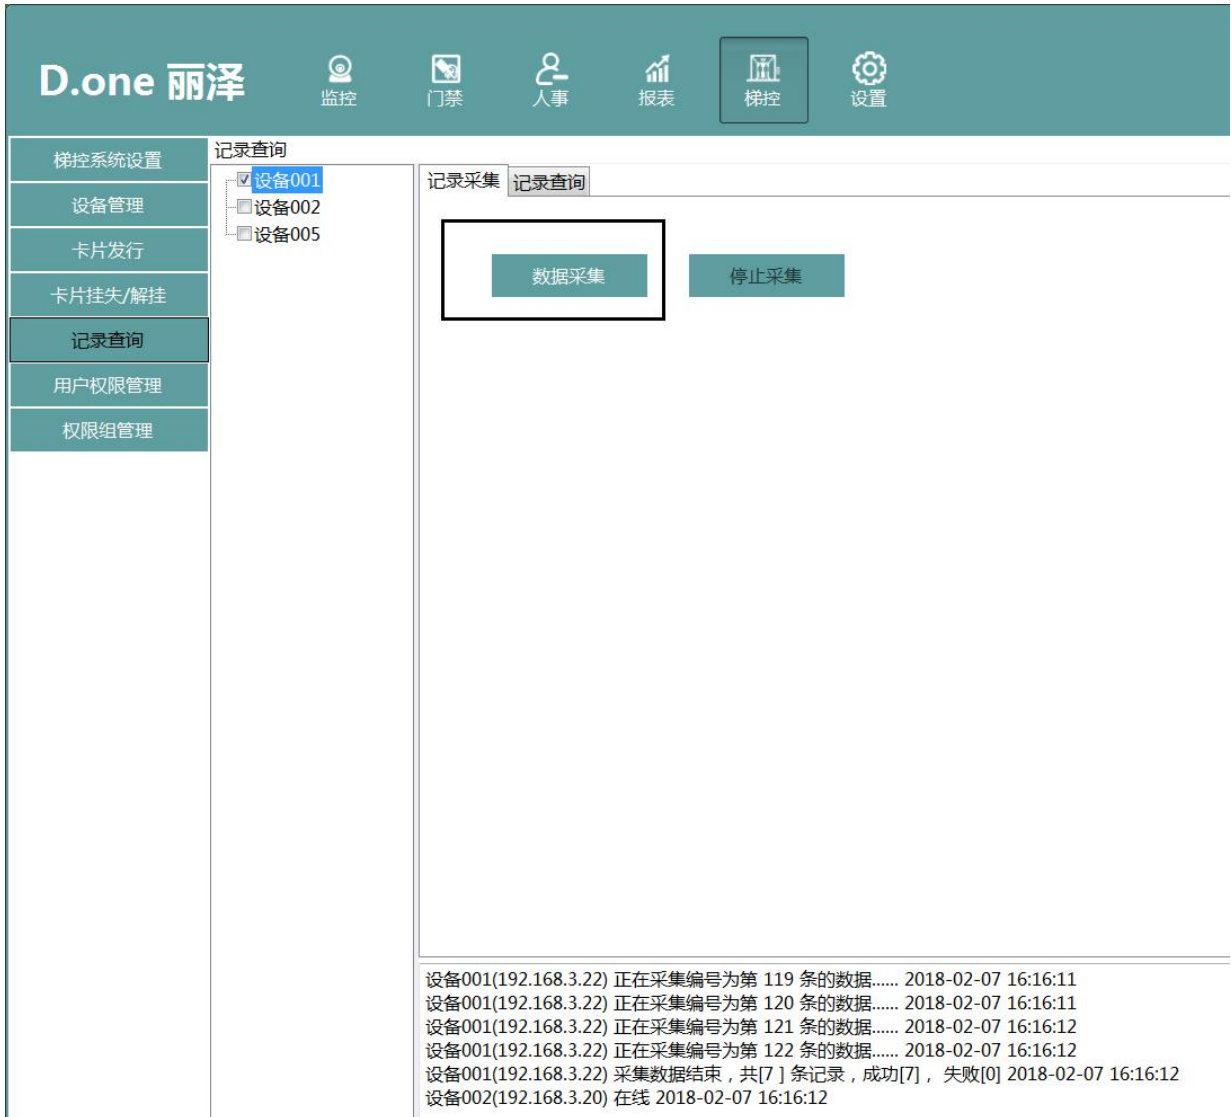 D.one 丽泽
监控
门禁
人事
报表
梯控
设置
梯控系统设置
设备管理
卡片发行
卡片挂失/解挂
记录查询
用户权限管理
权限组管理
记录查询
设备001
设备002
设备005
记录采集 记录查询
数据采集 停止采集
设备001(192.168.3.22) 正在采集编号为第 119 条的数据...... 2018-02-07 16:16:11
设备001(192.168.3.22) 正在采集编号为第 120 条的数据...... 2018-02-07 16:16:11
设备001(192.168.3.22) 正在采集编号为第 121 条的数据...... 2018-02-07 16:16:12
设备001(192.168.3.22) 正在采集编号为第 122 条的数据...... 2018-02-07 16:16:12
设备001(192.168.3.22) 采集数据结束，共[7 ] 条记录，成功[7]， 失败[0] 2018-02-07 16:16:12
设备002(192.168.3.20) 在线 2018-02-07 16:16:12